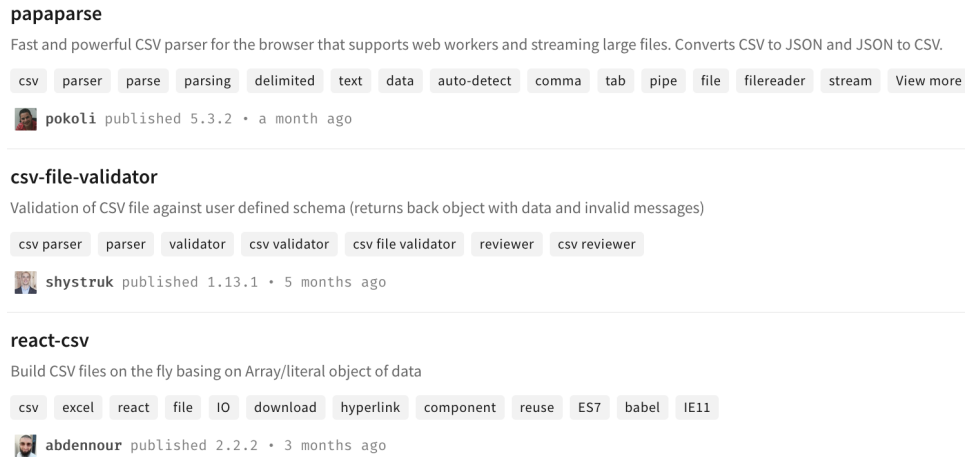 papaparse
Fast and powerful CSV parser for the browser that supports web workers and streaming large files. Converts CSV to JSON and JSON to CSV.
csv parser parse parsing delimited text data auto-detect comma tab pipe file filereader stream View more
pokoli published 5.3.2 • a month ago
csv-file-validator
Validation of CSV file against user defined schema (returns back object with data and invalid messages)
csv parser parser validator csv validator csv file validator reviewer csv reviewer
shystruk published 1.13.1 • 5 months ago
react-csv
Build CSV files on the fly basing on Array/literal object of data
csv excel react file IO download hyperlink component reuse ES7 babel IE11
abdennour published 2.2.2 • 3 months ago